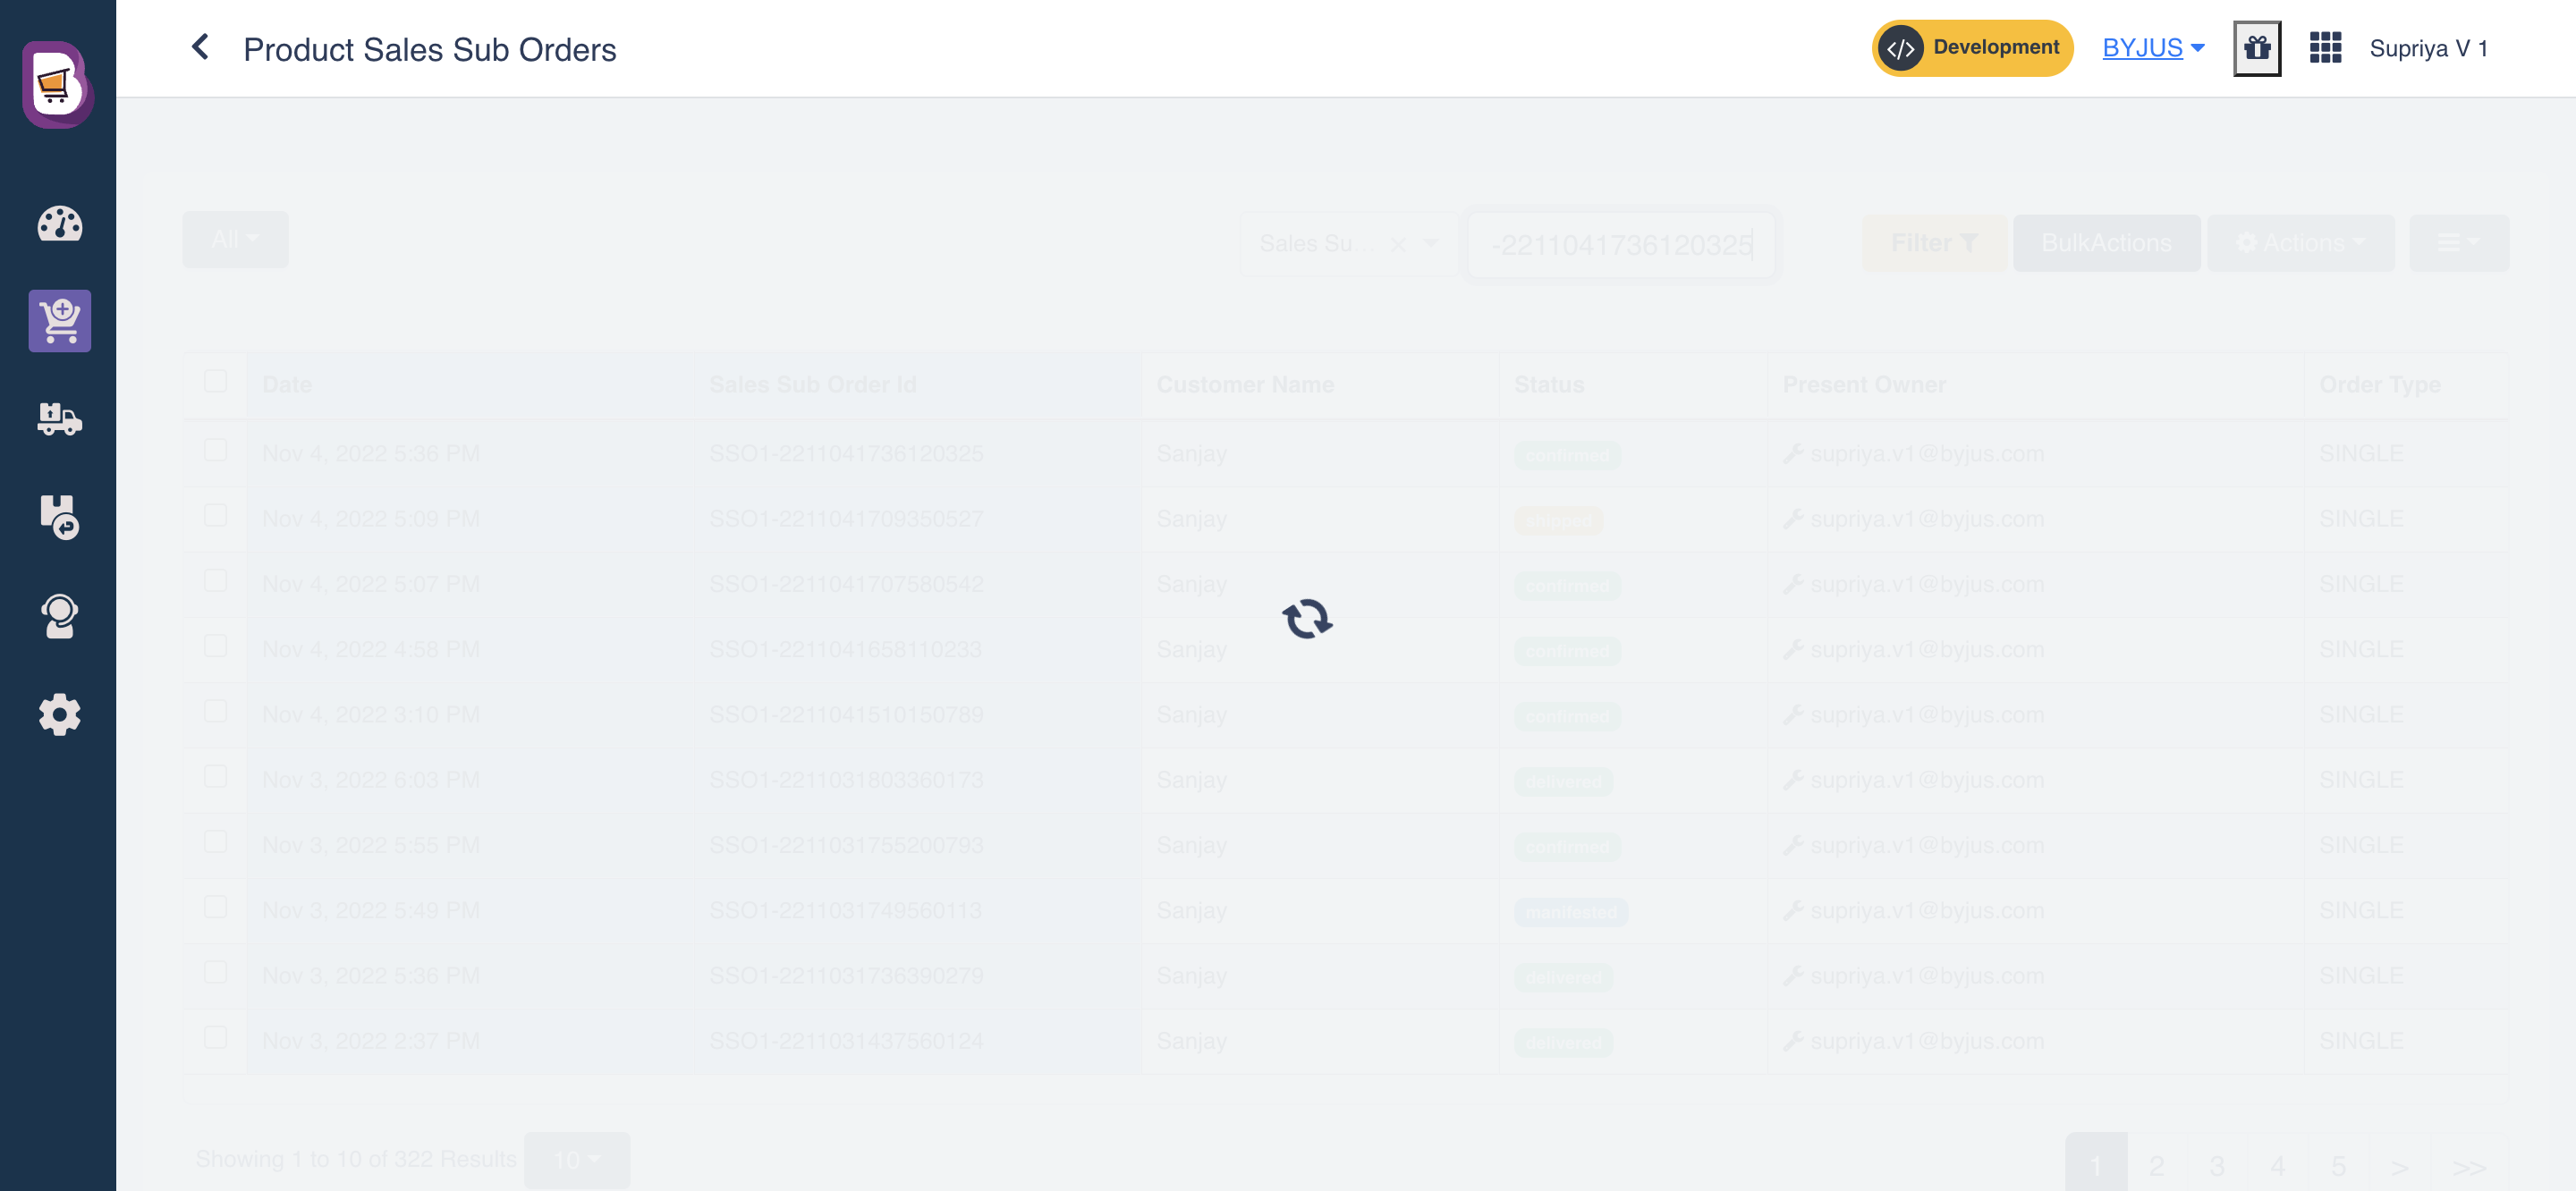 Product Sales Sub Orders
</> Development BYJUS Supriya V 1
All Sales Su... × -2211041736120325 Filter BulkActions Actions
Date Sales Sub Order Id Customer Name Status Present Owner Order Type
Nov 4, 2022 5:36 PM SSO1-2211041736120325 Sanjay confirmed supriya.v1@byjus.com SINGLE
Nov 4, 2022 5:09 PM SSO1-2211041709350527 Sanjay shipped supriya.v1@byjus.com SINGLE
Nov 4, 2022 5:07 PM SSO1-2211041707580542 Sanjay confirmed supriya.v1@byjus.com SINGLE
Nov 4, 2022 4:58 PM SSO1-2211041658110233 Sanjay confirmed supriya.v1@byjus.com SINGLE
Nov 4, 2022 3:10 PM SSO1-2211041510150789 Sanjay confirmed supriya.v1@byjus.com SINGLE
Nov 3, 2022 6:03 PM SSO1-2211031803360173 Sanjay delivered supriya.v1@byjus.com SINGLE
Nov 3, 2022 5:55 PM SSO1-2211031755200793 Sanjay confirmed supriya.v1@byjus.com SINGLE
Nov 3, 2022 5:49 PM SSO1-2211031749560113 Sanjay manifested supriya.v1@byjus.com SINGLE
Nov 3, 2022 5:36 PM SSO1-2211031736390279 Sanjay delivered supriya.v1@byjus.com SINGLE
Nov 3, 2022 2:37 PM SSO1-2211031437560124 Sanjay delivered supriya.v1@byjus.com SINGLE
Showing 1 to 10 of 322 Results 10 1 2 3 4 5 > >>